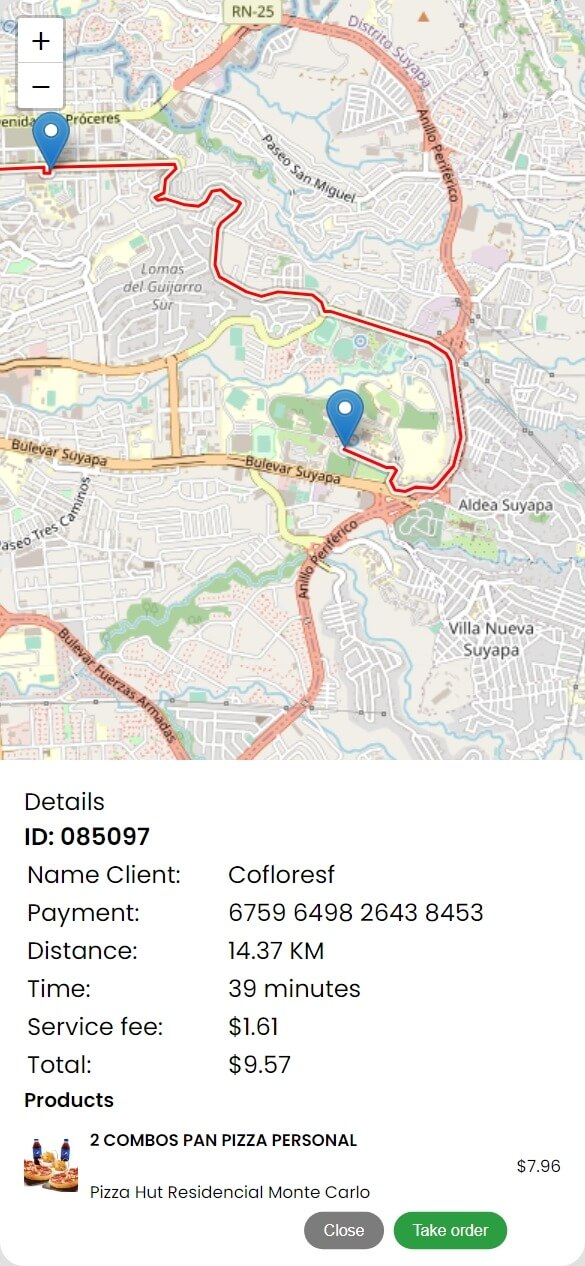 RN-25
Distrito Suyapa
+
−
Próceres
Anillo Periférico
Paseo San Miguel
Lomas
del Guijarro
Sur
Bulevar Suyapa
Bulevar Suyapa
Aldea Suyapa
Paseo Tres Caminos
Anillo Periférico
Villa Nueva
Suyapa
Bulevar Fuerzas Armadas
Details
ID: 085097
Name Client: Cofloresf
Payment: 6759 6498 2643 8453
Distance: 14.37 KM
Time: 39 minutes
Service fee: $1.61
Total: $9.57
Products
2 COMBOS PAN PIZZA PERSONAL
$7.96
Pizza Hut Residencial Monte Carlo
Close Take order